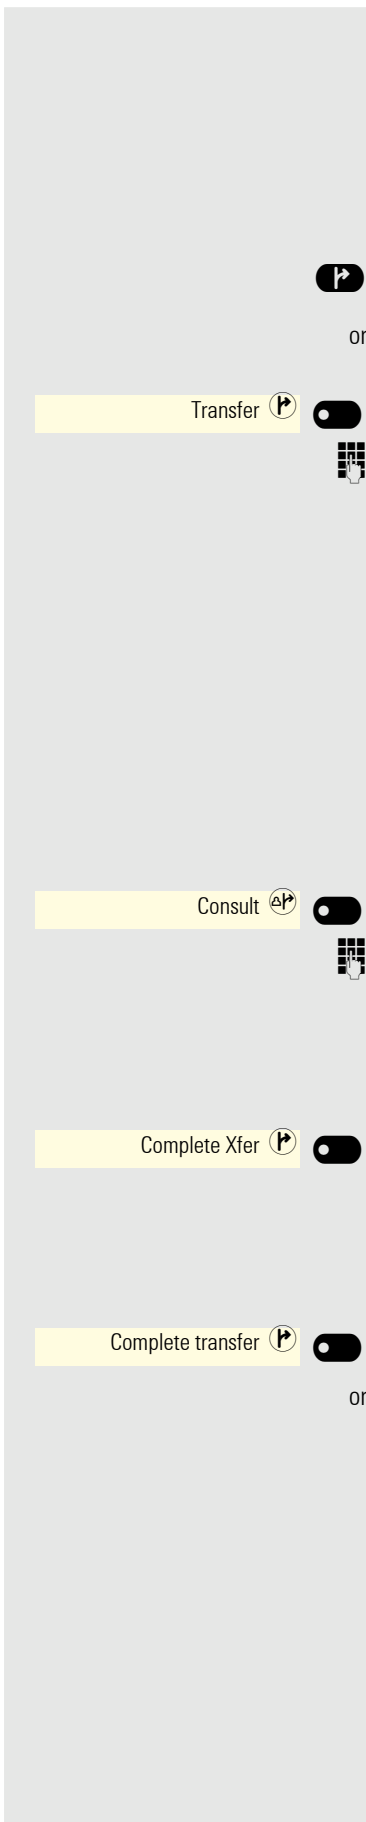 or
Transfer
Consult
Complete Xfer
Complete transfer
or